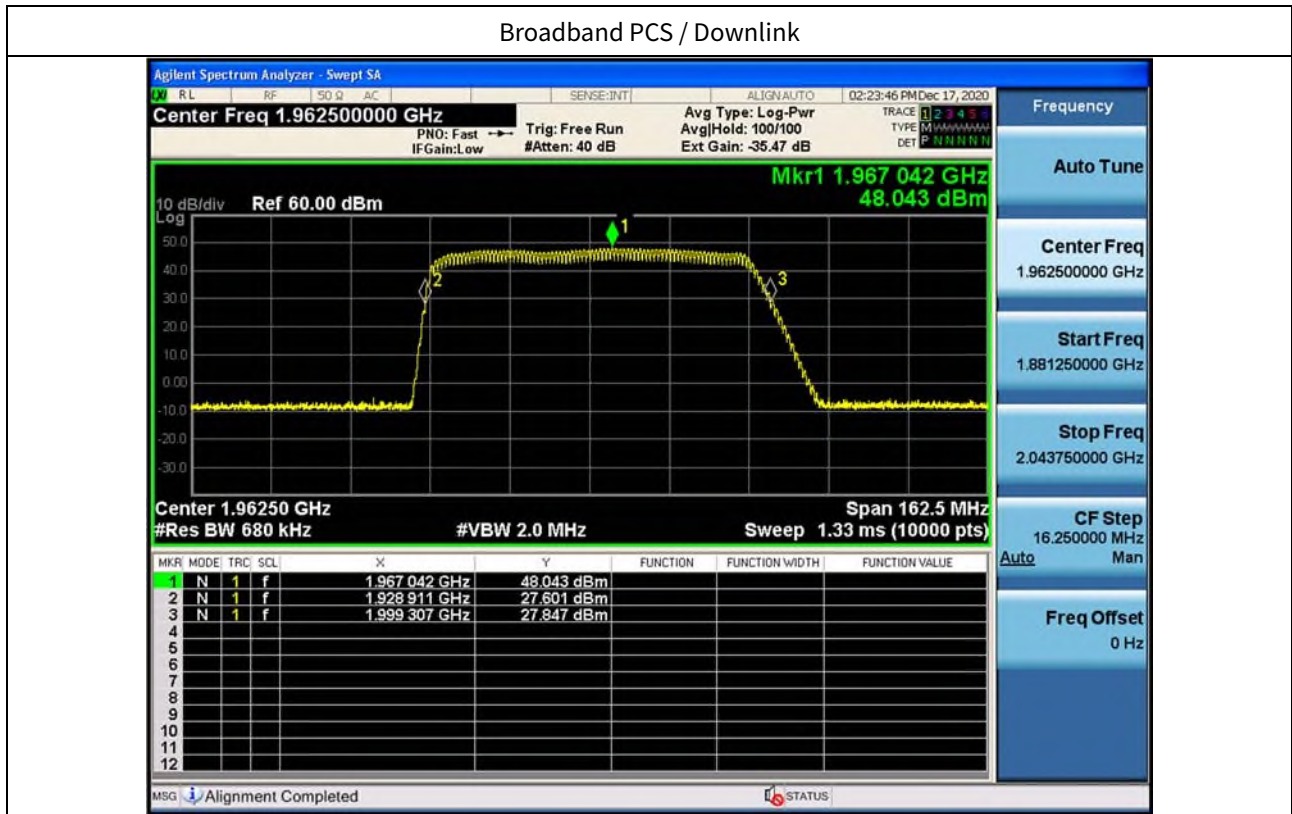 Broadband PCS / Downlink
Agilent Spectrum Analyzer - Swept SA
LXI RL RF 50 Ω AC SENSE:INT ALIGN AUTO 02:23:46 PM Dec 17, 2020
Center Freq 1.962500000 GHz
PNO: Fast Trig: Free Run Avg Type: Log-Pwr TRACE 1 2 3 4 5 6
IFGain:Low #Atten: 40 dB Avg|Hold: 100/100 TYPE M
Ext Gain: -35.47 dB DET P N N N N N
Mkr1 1.967 042 GHz
48.043 dBm
10 dB/div Ref 60.00 dBm
Log
50.0
40.0
30.0
20.0
10.0
0.00
-10.0
-20.0
-30.0
1
2
3
Center 1.96250 GHz Span 162.5 MHz
#Res BW 680 kHz #VBW 2.0 MHz Sweep 1.33 ms (10000 pts)
MKR MODE TRC SCL X Y FUNCTION FUNCTION WIDTH FUNCTION VALUE
1 N 1 f 1.967 042 GHz 48.043 dBm
2 N 1 f 1.928 911 GHz 27.601 dBm
3 N 1 f 1.999 307 GHz 27.847 dBm
4
5
6
7
8
9
10
11
12
MSG Alignment Completed STATUS
Frequency
Auto Tune
Center Freq
1.962500000 GHz
Start Freq
1.881250000 GHz
Stop Freq
2.043750000 GHz
CF Step
16.250000 MHz
Auto Man
Freq Offset
0 Hz